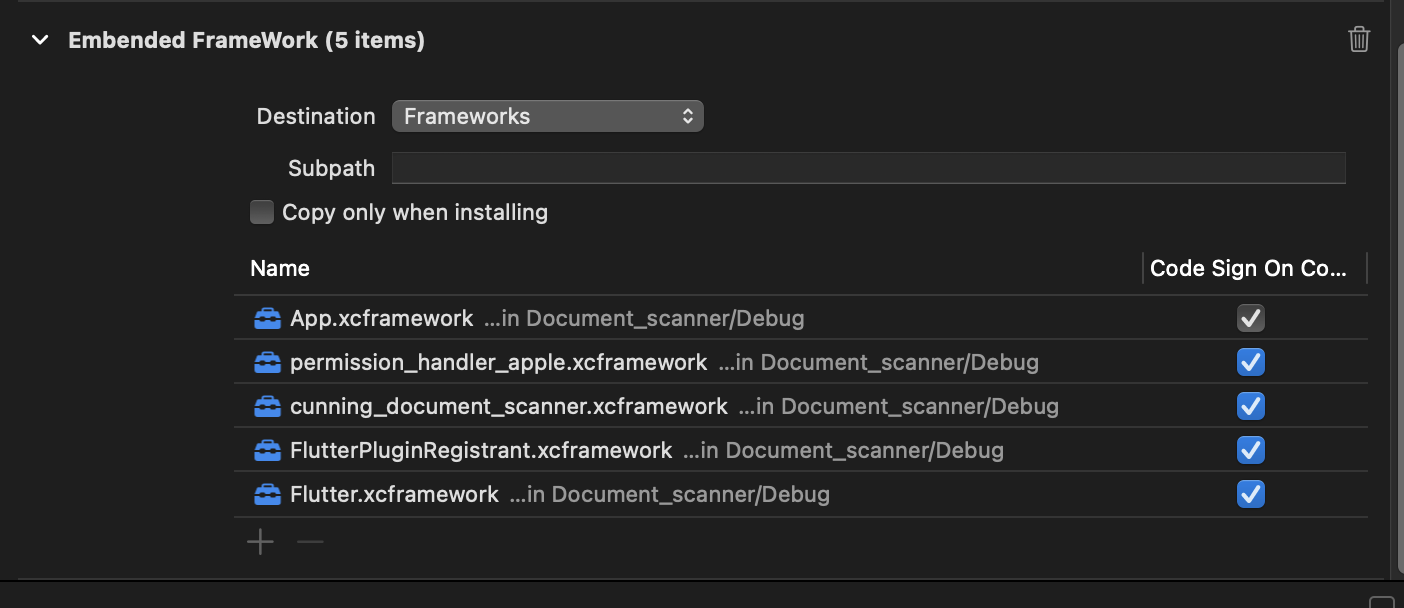 Embended FrameWork (5 items)
Destination Frameworks
Subpath
Copy only when installing
Name Code Sign On Co...
App.xcframework ...in Document_scanner/Debug
permission_handler_apple.xcframework ...in Document_scanner/Debug
cunning_document_scanner.xcframework ...in Document_scanner/Debug
FlutterPluginRegistrant.xcframework ...in Document_scanner/Debug
Flutter.xcframework ...in Document_scanner/Debug